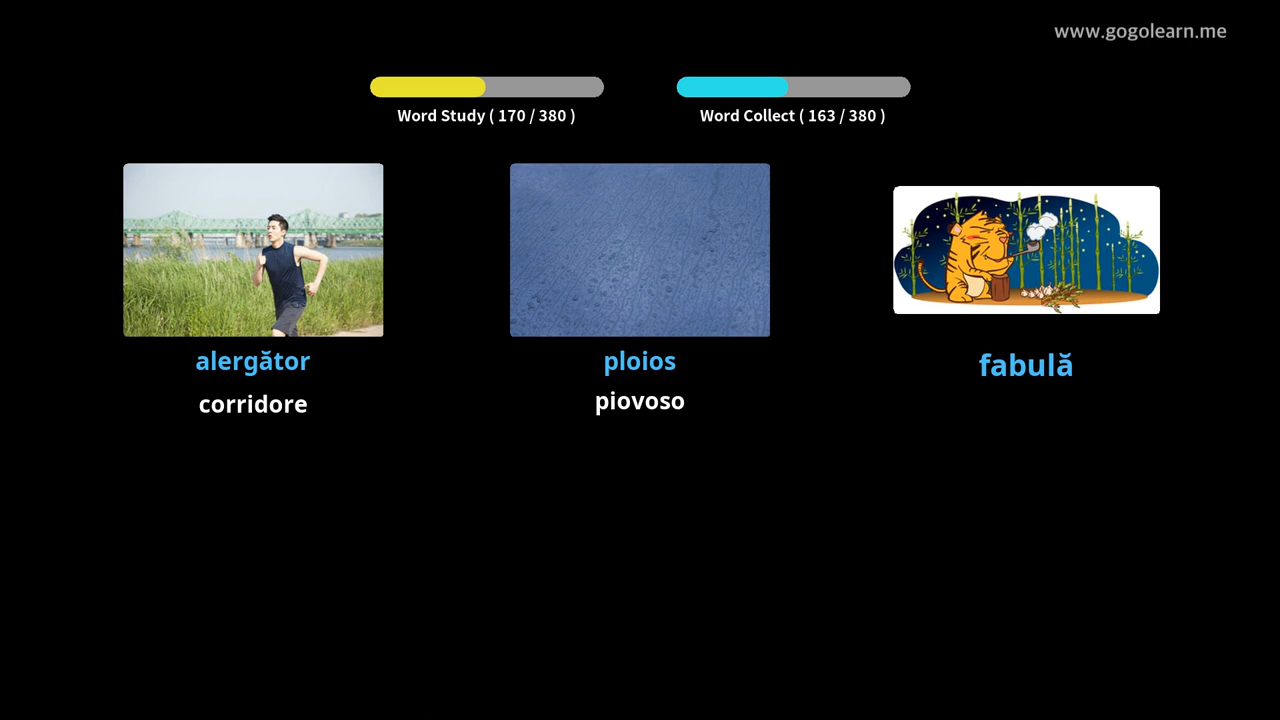 www.gogolearn.me
Word Study ( 170 / 380 )
Word Collect ( 163 / 380 )
alergător
corridore
ploios
piovoso
fabulă